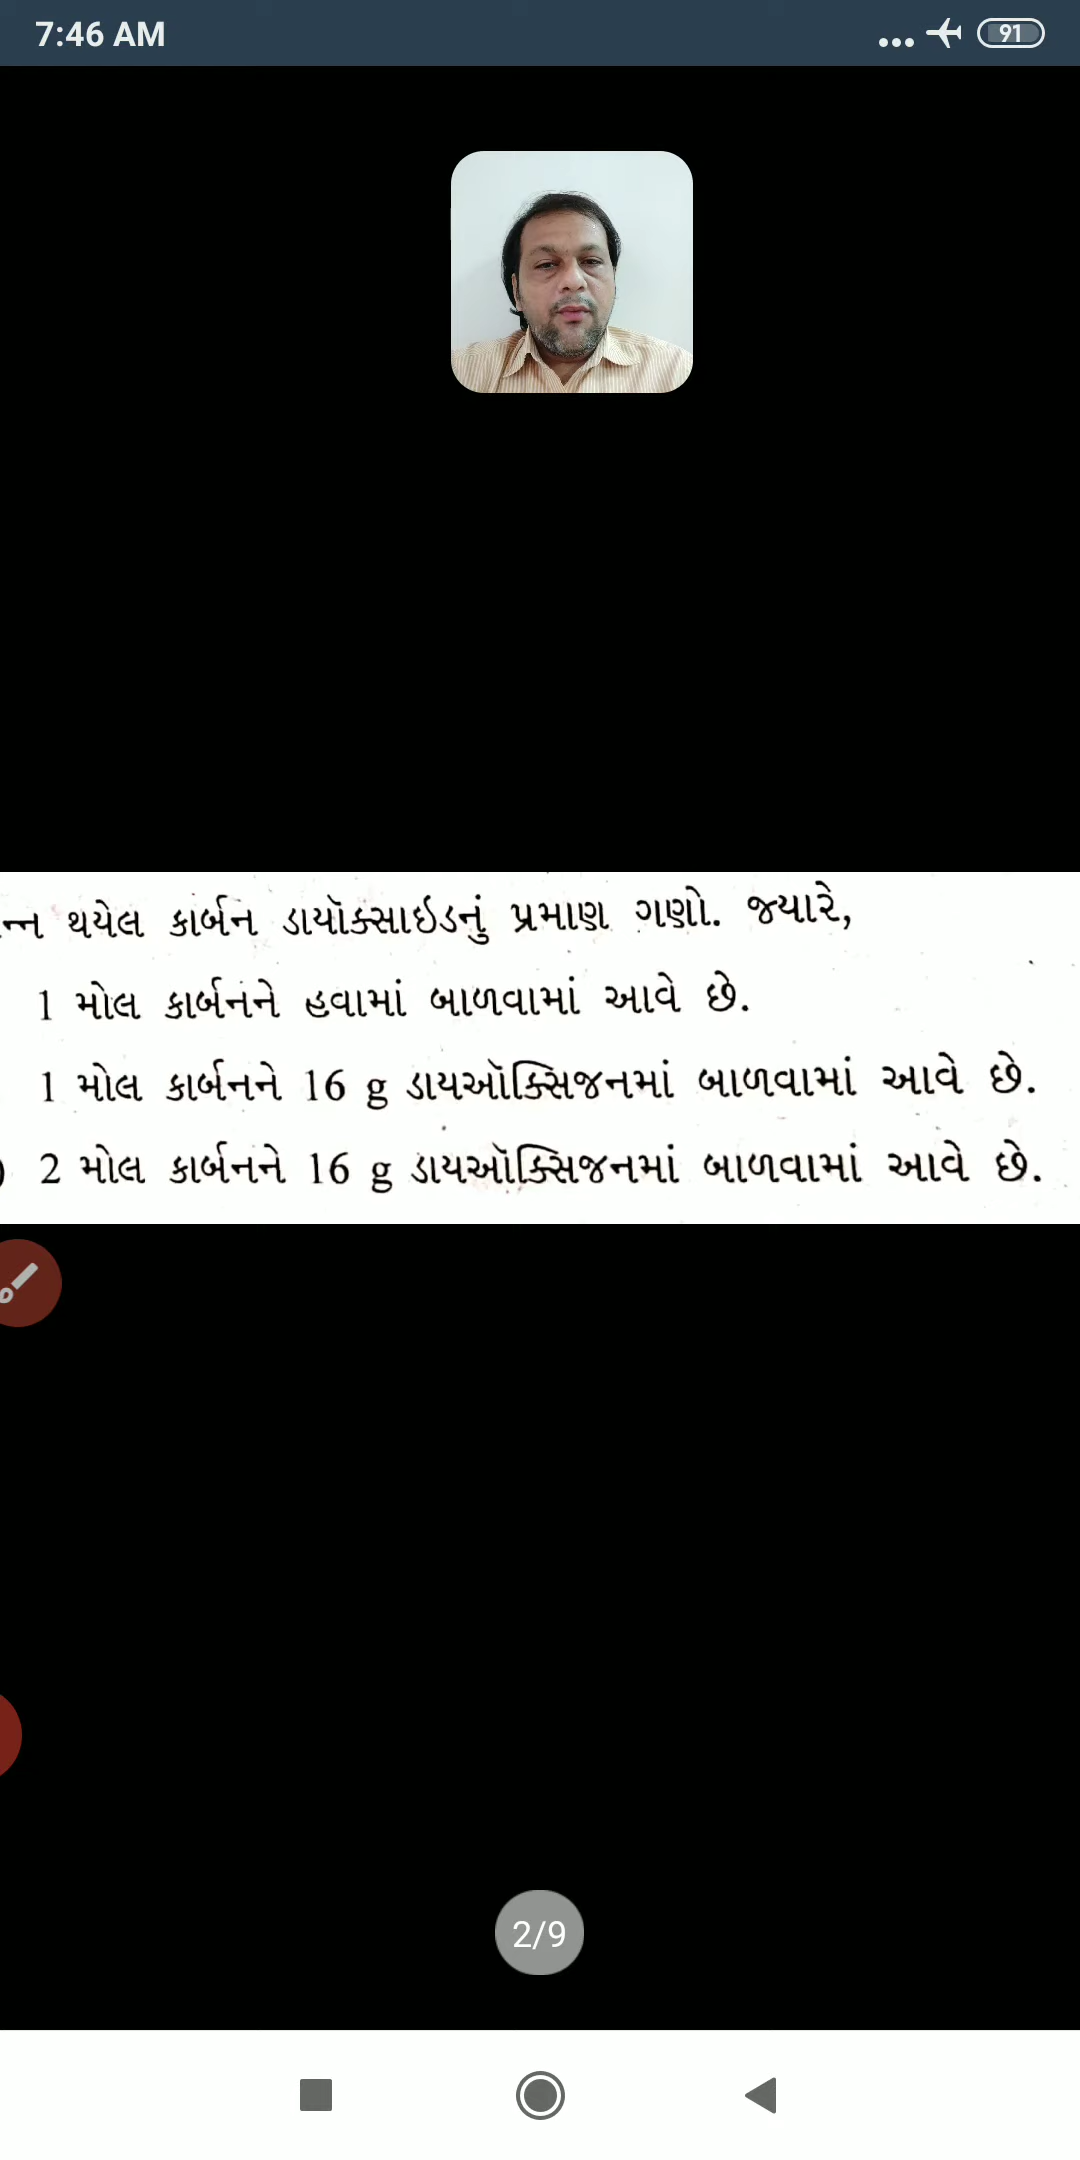 7:46 AM
91
થયેલ કાર્બન ડાયૉક્સાઇડનું પ્રમાણ ગણો. જ્યારે,
1 મોલ કાર્બનને હવામાં બાળવામાં આવે છે.
1 મોલ કાર્બનને 16 g ડાયઑક્સિજનમાં બાળવામાં આવે છે.
) 2 મોલ કાર્બનને 16 g ડાયઑક્સિજનમાં બાળવામાં આવે છે.
2/9